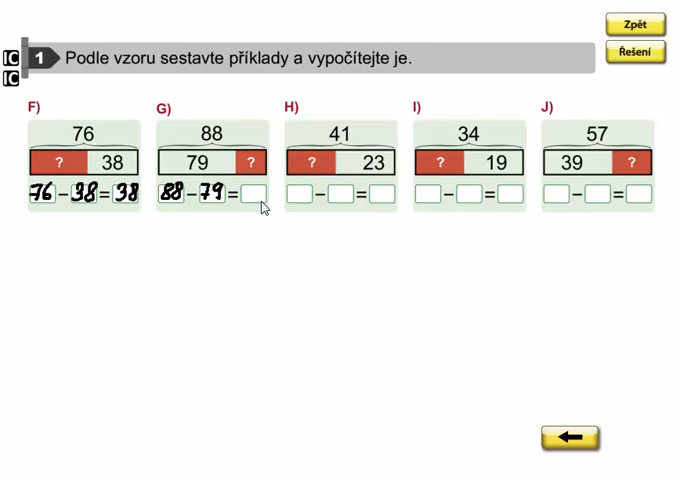 Zpět
1 Podle vzoru sestavte příklady a vypočítejte je.
Řešení
F) G) H) I) J)
76 88 41 34 57
? 38 79 ? ? 23 ? 19 39 ?
76 - 38 = 38 88 - 79 = - = - = - =